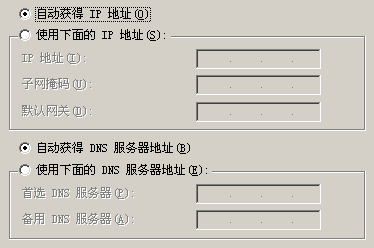 自动获得 IP 地址(O)
使用下面的 IP 地址(S):
IP 地址(I):
子网掩码(U):
默认网关(D):
自动获得 DNS 服务器地址(B)
使用下面的 DNS 服务器地址(E):
首选 DNS 服务器(P):
备用 DNS 服务器(A):